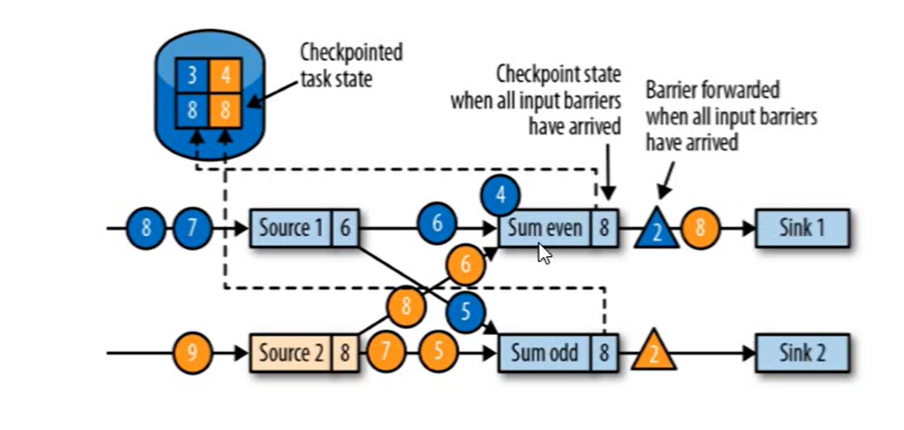 Checkpointed
task state
3 4
8 8
Checkpoint state
when all input barriers
have arrived
Barrier forwarded
when all input barriers
have arrived
4
8 7 Source 1 6 6 Sum even 8 2 8 Sink 1
6
8 5
9 Source 2 8 7 5 Sum odd 8 2 Sink 2